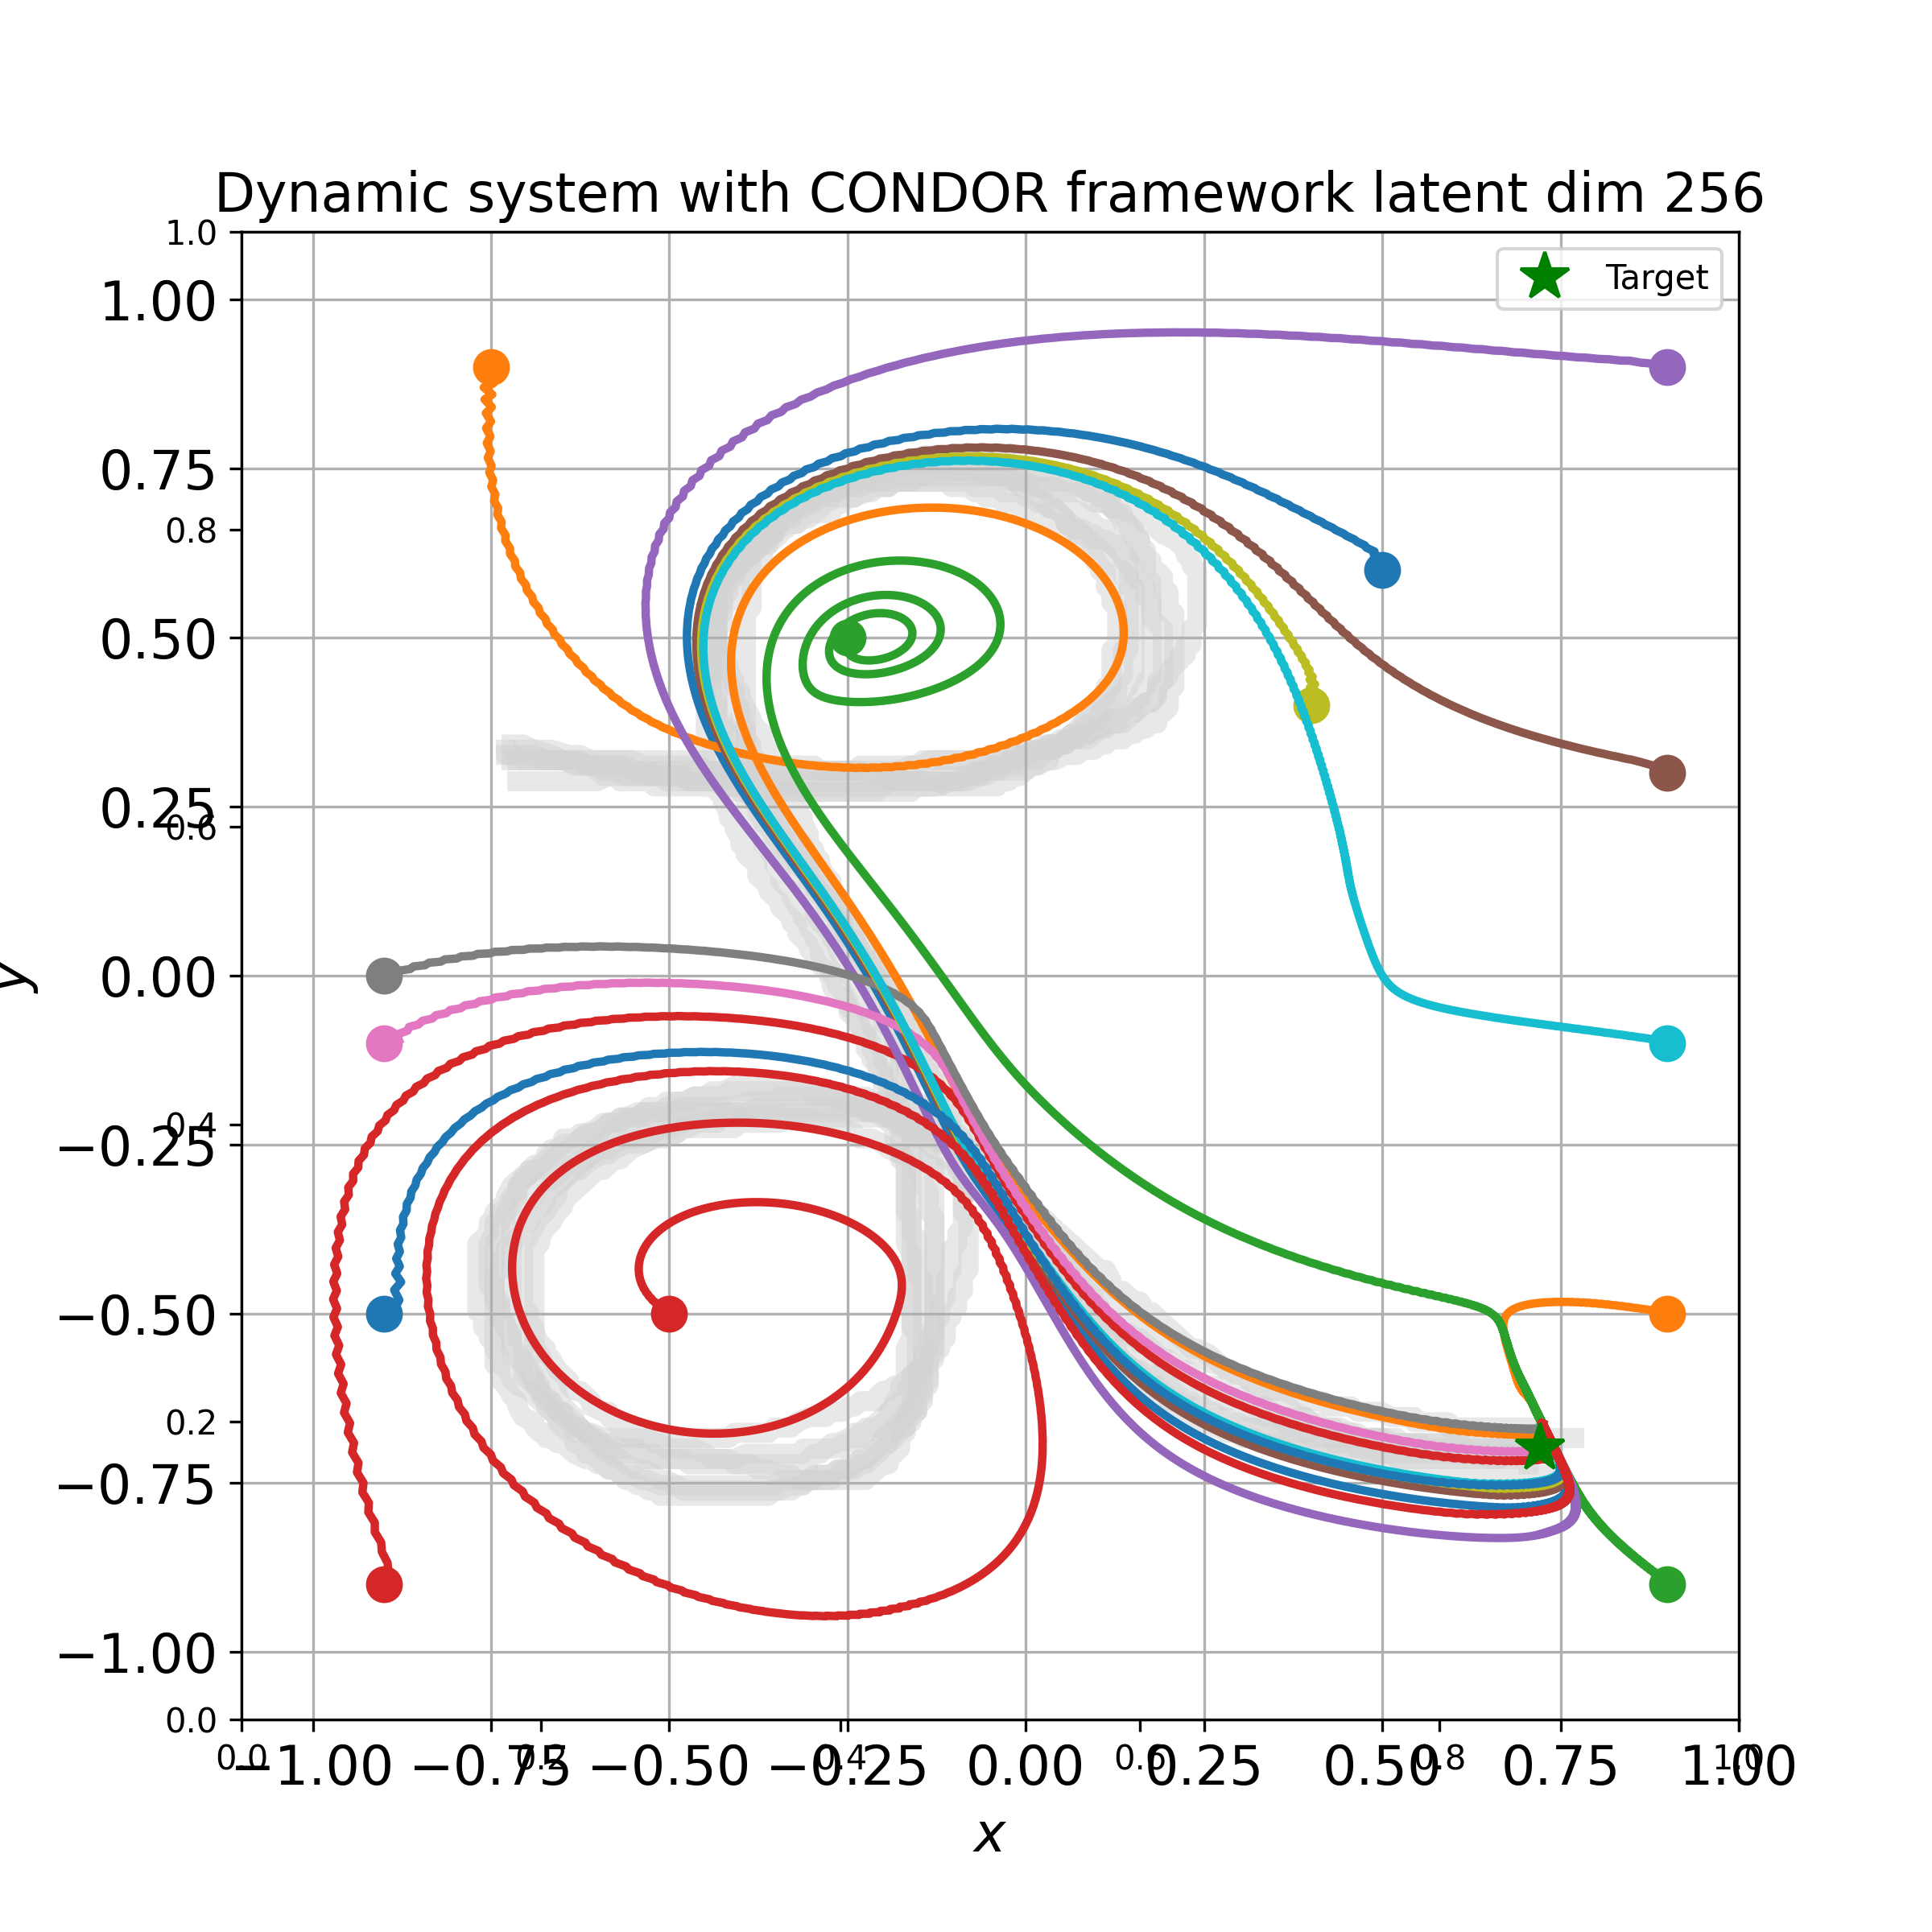 Dynamic system with CONDOR framework latent dim 256
Target
1.0
1.00
0.75
0.8
0.50
0.25
0.6
0.00
0.4
−0.25
−0.50
0.2
−0.75
−1.00
0.0
0.0 0.2 0.4 0.6 0.8 1.0
−1.00 −0.75 −0.50 −0.25 0.00 0.25 0.50 0.75 1.00
x
y